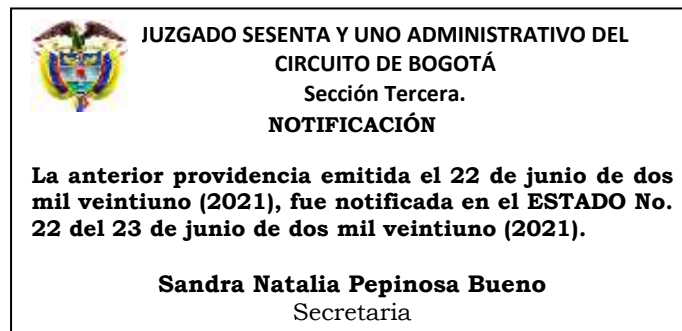 JUZGADO SESENTA Y UNO ADMINISTRATIVO DEL
CIRCUITO DE BOGOTÁ
Sección Tercera.
NOTIFICACIÓN
La anterior providencia emitida el 22 de junio de dos
mil veintiuno (2021), fue notificada en el ESTADO No.
22 del 23 de junio de dos mil veintiuno (2021).
Sandra Natalia Pepinosa Bueno
Secretaria